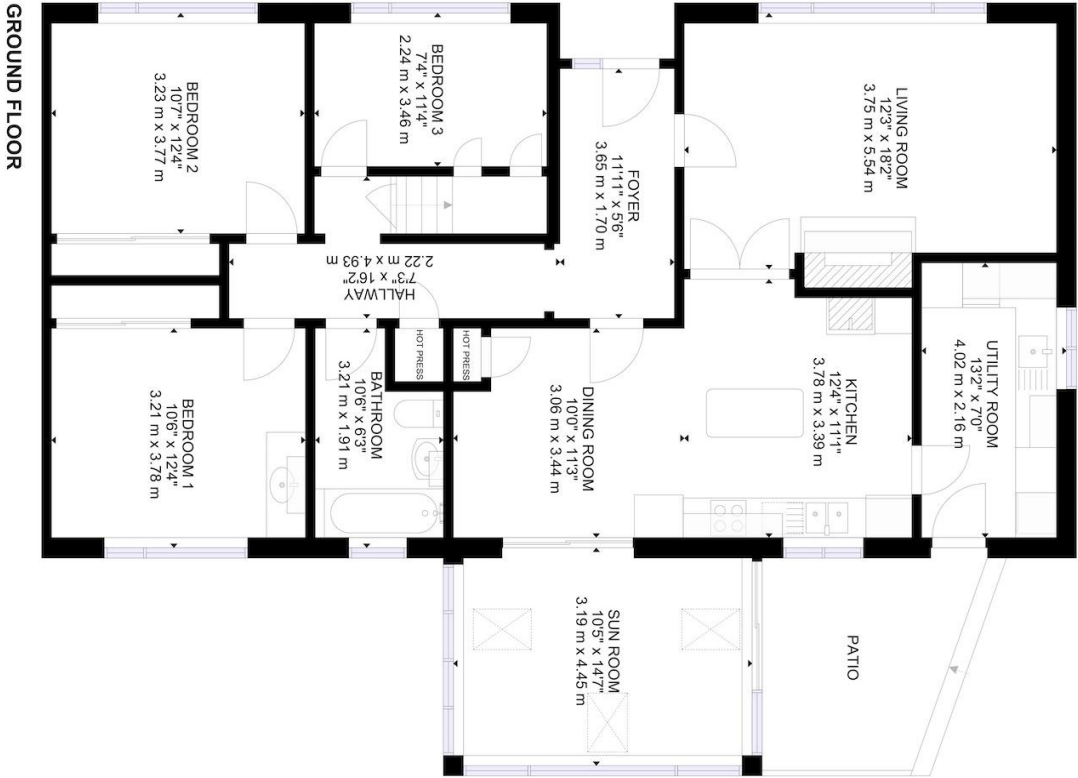 GROUND FLOOR
BEDROOM 2
10'7" x 12'4"
3.23 m x 3.77 m
BEDROOM 3
7'4" x 11'4"
2.24 m x 3.46 m
FOYER
11'11" x 5'6"
3.65 m x 1.70 m
LIVING ROOM
12'3" x 18'2"
3.75 m x 5.54 m
HALLWAY
7'3" x 16'2"
2.22 m x 4.93 m
BEDROOM 1
10'6" x 12'4"
3.21 m x 3.78 m
BATHROOM
10'6" x 6'3"
3.21 m x 1.91 m
HOT PRESS
HOT PRESS
DINING ROOM
10'0" x 11'3"
3.06 m x 3.44 m
KITCHEN
12'4" x 11'1"
3.78 m x 3.39 m
UTILITY ROOM
13'2" x 7'0"
4.02 m x 2.16 m
SUN ROOM
10'5" x 14'7"
3.19 m x 4.45 m
PATIO